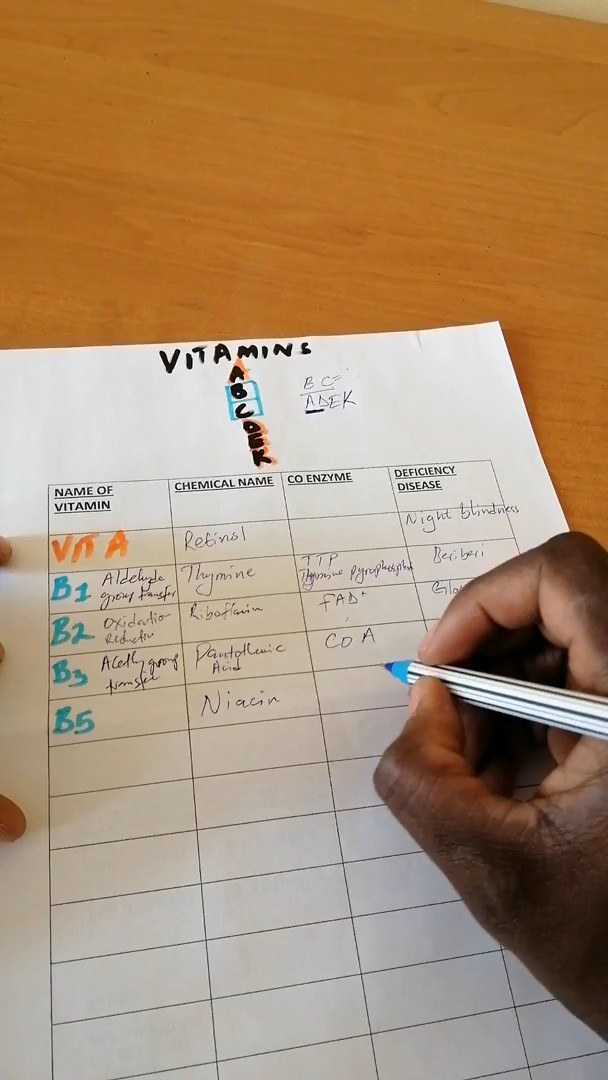 VITAMINS
A
B
C
D
E
K
B C=
ADEK
NAME OF VITAMIN
CHEMICAL NAME
CO ENZYME
DEFICIENCY DISEASE
VIT A
Retinol
Night blindness
B1 Aldehyde group transfer
Thymine
TTP
Thymine pyrophosphate
Beriberi
B2 Oxidation Reduction
Riboflavin
FAD+
B3 Acetly group transfer
Pantothenic Acid
CO A
B5
Niacin